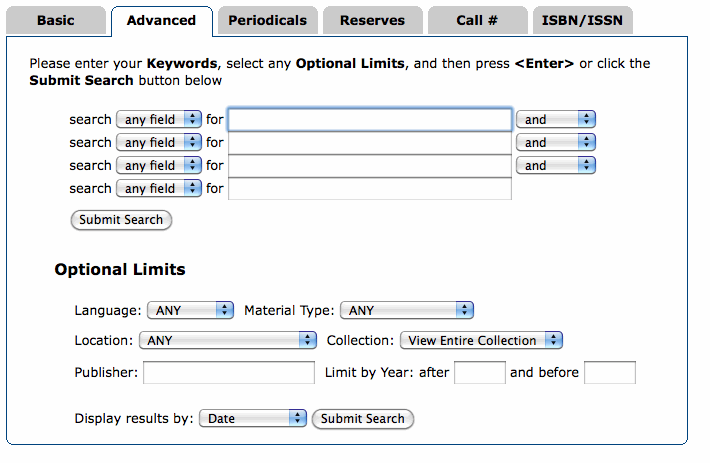 Basic Advanced Periodicals Reserves Call # ISBN/ISSN
Please enter your Keywords, select any Optional Limits, and then press <Enter> or click the
Submit Search button below
search any field for and
search any field for and
search any field for and
search any field for
Submit Search
Optional Limits
Language: ANY Material Type: ANY
Location: ANY Collection: View Entire Collection
Publisher: Limit by Year: after and before
Display results by: Date Submit Search